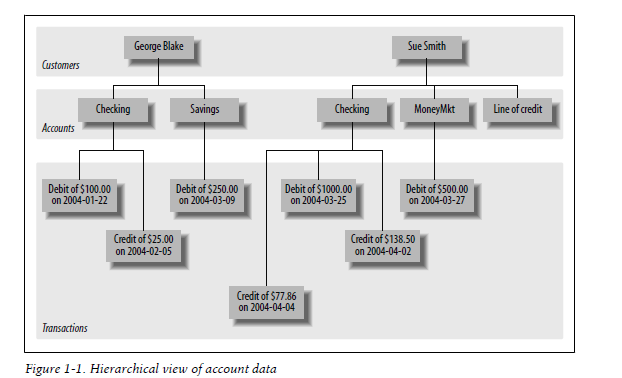 George Blake
Sue Smith
Customers
Checking
Savings
Checking
MoneyMkt
Line of credit
Accounts
Debit of $100.00
on 2004-01-22
Debit of $250.00
on 2004-03-09
Debit of $1000.00
on 2004-03-25
Debit of $500.00
on 2004-03-27
Credit of $25.00
on 2004-02-05
Credit of $138.50
on 2004-04-02
Credit of $77.86
on 2004-04-04
Transactions
Figure 1-1. Hierarchical view of account data